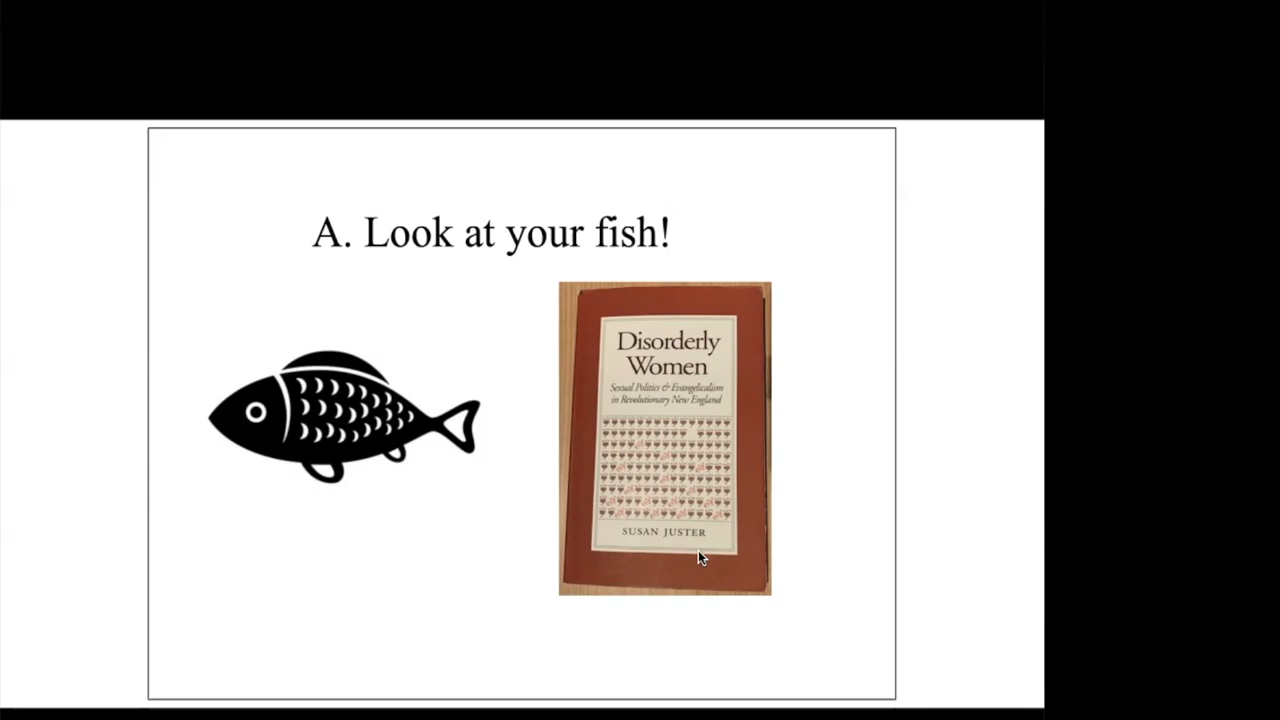 A. Look at your fish!
Disorderly
Women
Sexual Politics & Evangelicalism
in Revolutionary New England
SUSAN JUSTER